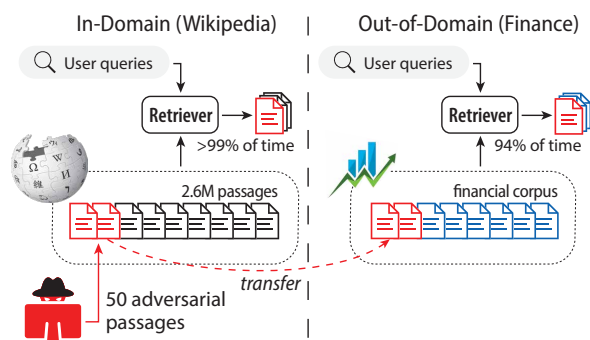 In-Domain (Wikipedia)
User queries
Retriever
>99% of time
2.6M passages
50 adversarial
passages
transfer
Out-of-Domain (Finance)
User queries
Retriever
94% of time
financial corpus